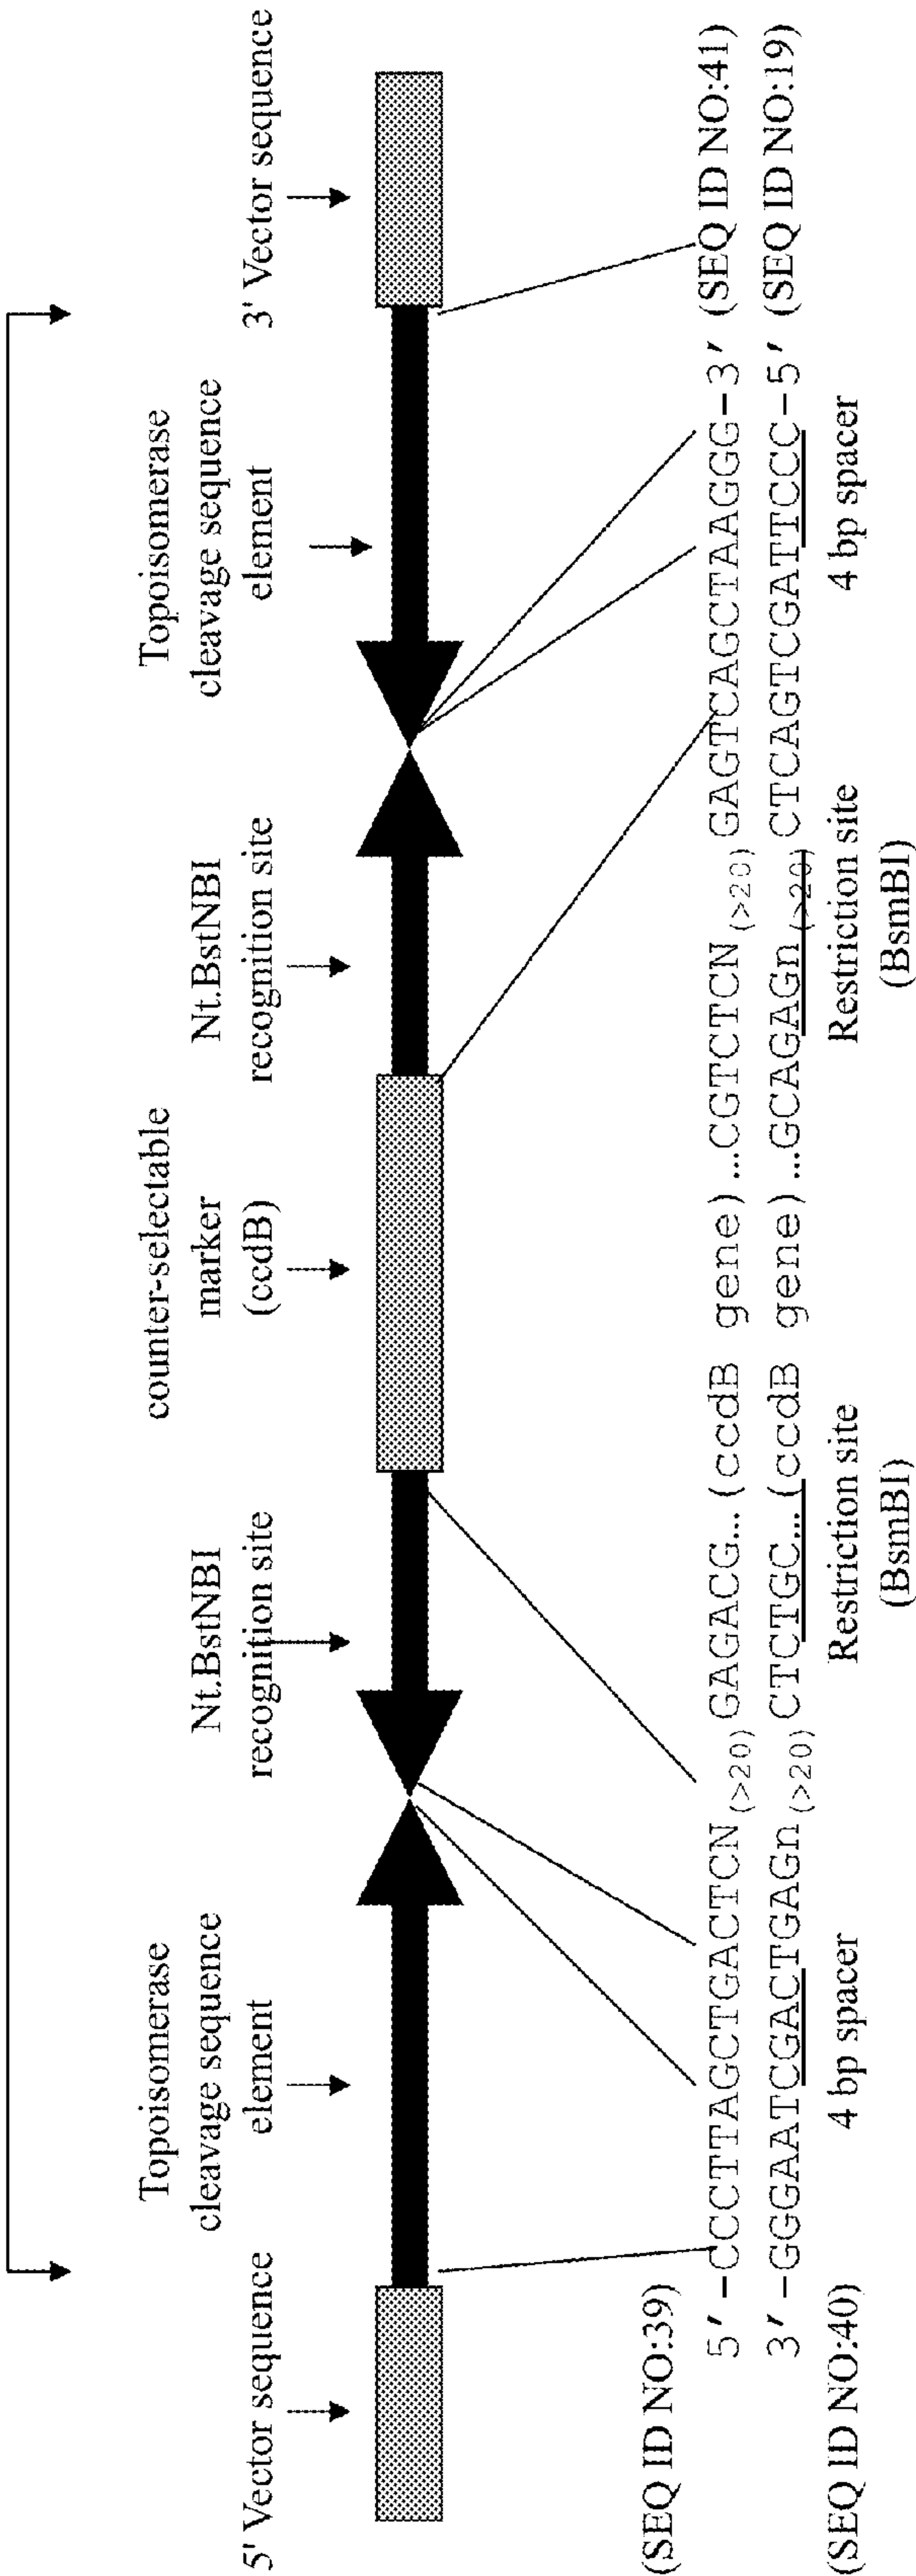 5' Vector sequence
Topoisomerase
cleavage sequence
element
Nt.BstNBI
recognition site
counter-selectable
marker
(ccdB)
Nt.BstNBI
recognition site
Topoisomerase
cleavage sequence
element
3' Vector sequence
(SEQ ID NO:39)
5'-CCCTTAGCTGACTCN(>20)GAGACG...(ccdB gene)...CGTCTCN(>20)GAGTCAGCTAAGGG-3' (SEQ ID NO:41)
3'-GGGAATCGACTGAGn(>20)CTCTGC...(ccdB gene)...GCAGAGn(>20)CTCAGTCGATTCCC-5' (SEQ ID NO:19)
(SEQ ID NO:40)
4 bp spacer
Restriction site
(BsmBI)
Restriction site
(BsmBI)
4 bp spacer